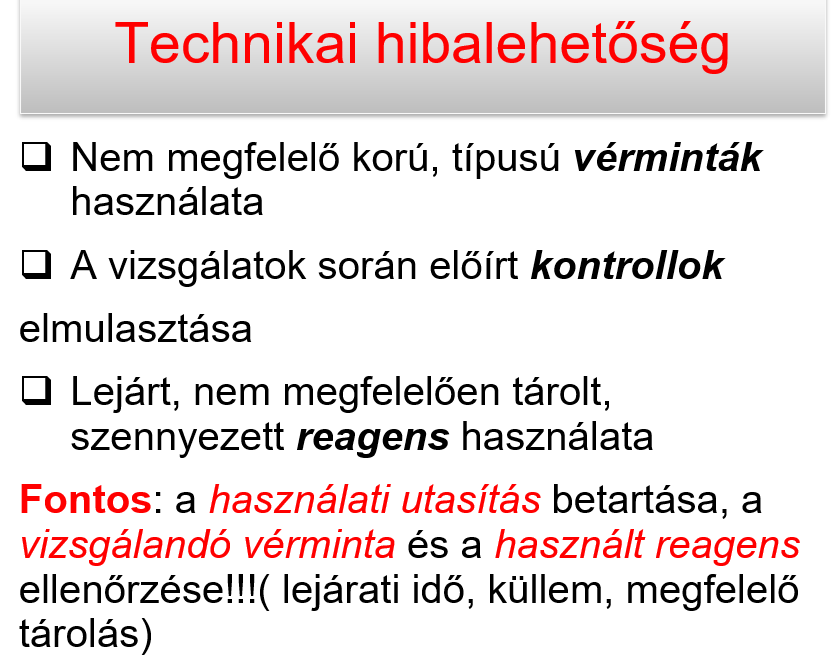 Technikai hibalehetőség
❑ Nem megfelelő korú, típusú vérminták
használata
❑ A vizsgálatok során előírt kontrollok
elmulasztása
❑ Lejárt, nem megfelelően tárolt,
szennyezett reagens használata
Fontos: a használati utasítás betartása, a
vizsgálandó vérminta és a használt reagens
ellenőrzése!!!( lejárati idő, küllem, megfelelő
tárolás)